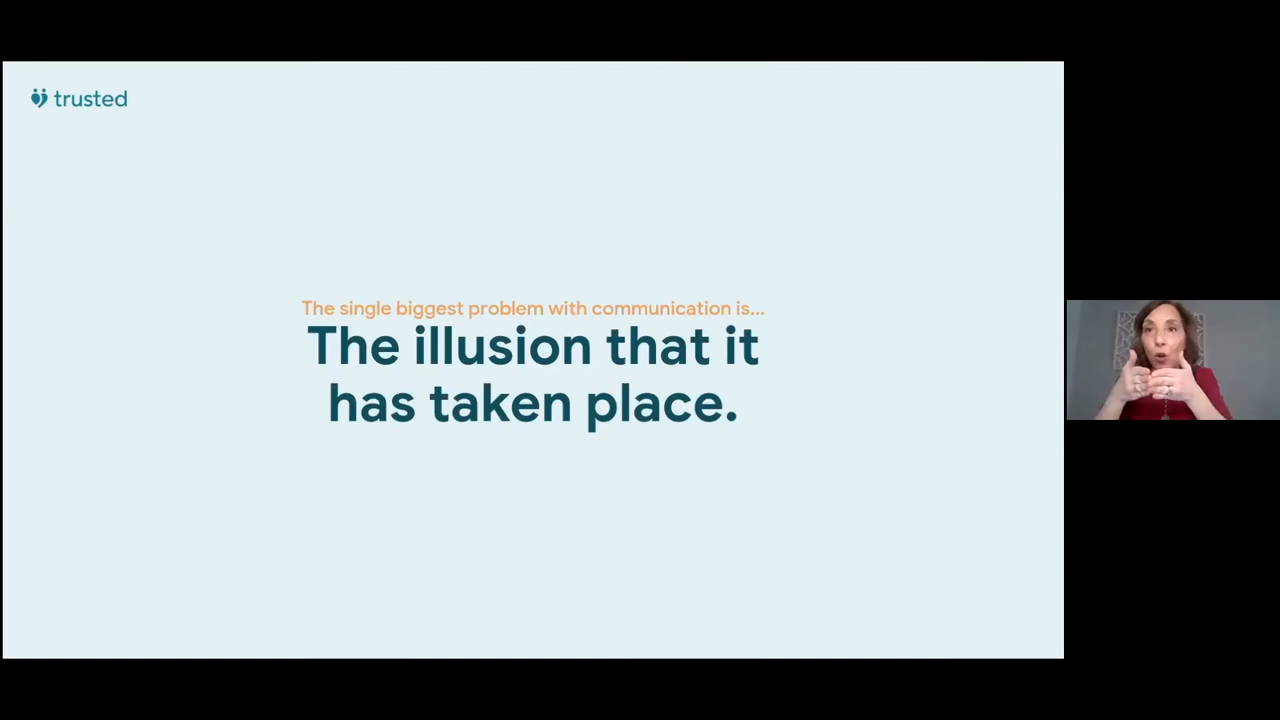 trusted
The single biggest problem with communication is...
The illusion that it
has taken place.